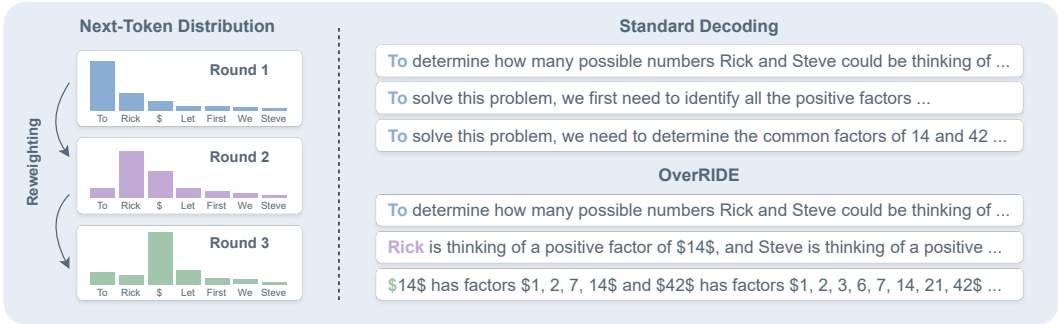 Next-Token Distribution
Reweighting
Round 1
To Rick $ Let First We Steve
Round 2
To Rick $ Let First We Steve
Round 3
To Rick $ Let First We Steve
Standard Decoding
To determine how many possible numbers Rick and Steve could be thinking of ...
To solve this problem, we first need to identify all the positive factors ...
To solve this problem, we need to determine the common factors of 14 and 42 ...
OverRIDE
To determine how many possible numbers Rick and Steve could be thinking of ...
Rick is thinking of a positive factor of $14$, and Steve is thinking of a positive ...
$14$ has factors $1, 2, 7, 14$ and $42$ has factors $1, 2, 3, 6, 7, 14, 21, 42$ ...